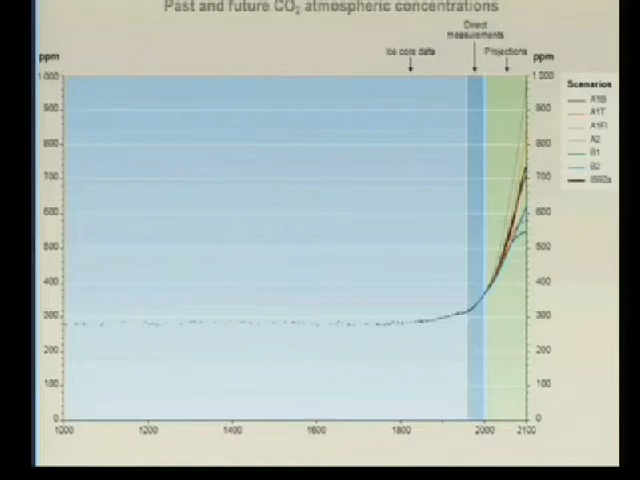 Past and future CO₂ atmospheric concentrations
Direct
measurements
ppm
Ice core data
Projections
ppm
1 000
1 000
Scenarios
900
900
A1B
A1T
A1FI
800
800
A2
B1
700
700
B2
IS92a
600
600
500
500
400
400
300
300
200
200
100
100
0
0
1000
1200
1400
1600
1800
2000
2100